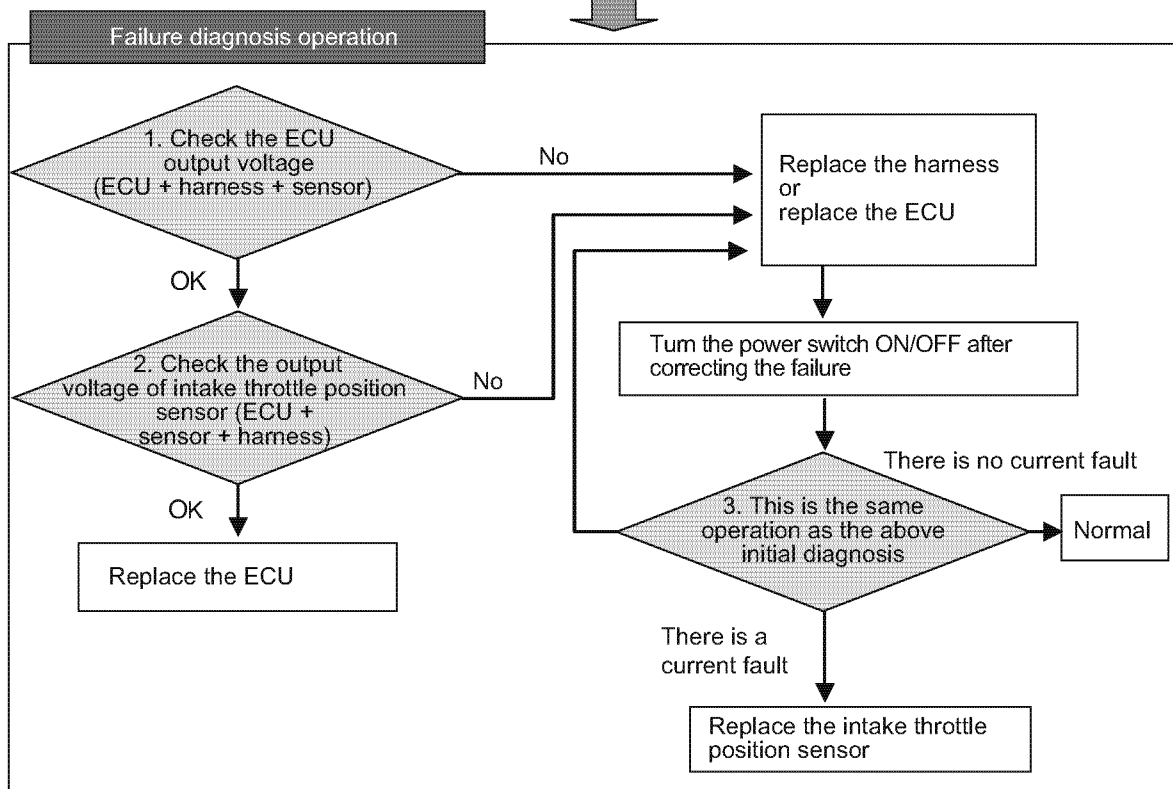 Failure diagnosis operation
1. Check the ECU
output voltage
(ECU + harness + sensor)
No
OK
2. Check the output
voltage of intake throttle position
sensor (ECU +
sensor + harness)
No
OK
Replace the ECU
Replace the harness
or
replace the ECU
Turn the power switch ON/OFF after
correcting the failure
There is no current fault
3. This is the same
operation as the above
initial diagnosis
Normal
There is a
current fault
Replace the intake throttle
position sensor